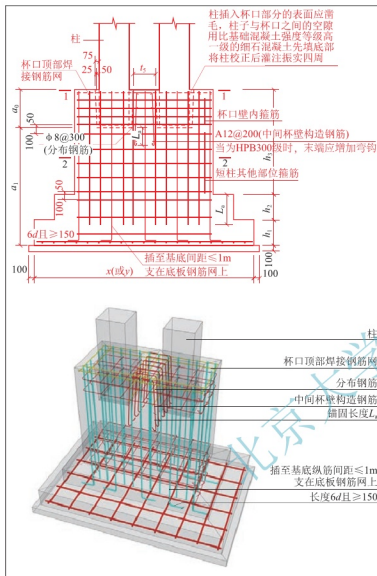 柱插入杯口部分的表面应凿
毛，柱子与杯口之间的空隙
用比基础混凝土强度等级高
一级的细石混凝土先填底部
将柱校正后灌注振实四周
柱
75
25 50
t₂
杯口顶部焊
接钢筋网
1
1
a₀
50
100
Lₐ
杯口壁内箍筋
φ8@300
(分布钢筋)
A12@200(中间杯壁构造钢筋)
当为HPB300级时，末端应增加弯钩
h₃
2
2
短柱其他部位箍筋
a₁
50
100
Lₐ
h₂
h₁
6d且≥150
100
插至基底间距≤1m
支在底板钢筋网上
100
x(或y)
100
柱
杯口顶部焊接钢筋网
分布钢筋
中间杯壁构造钢筋
锚固长度Lₐ
插至基底纵筋间距≤1m
支在底板钢筋网上
长度6d且≥150
北京大学